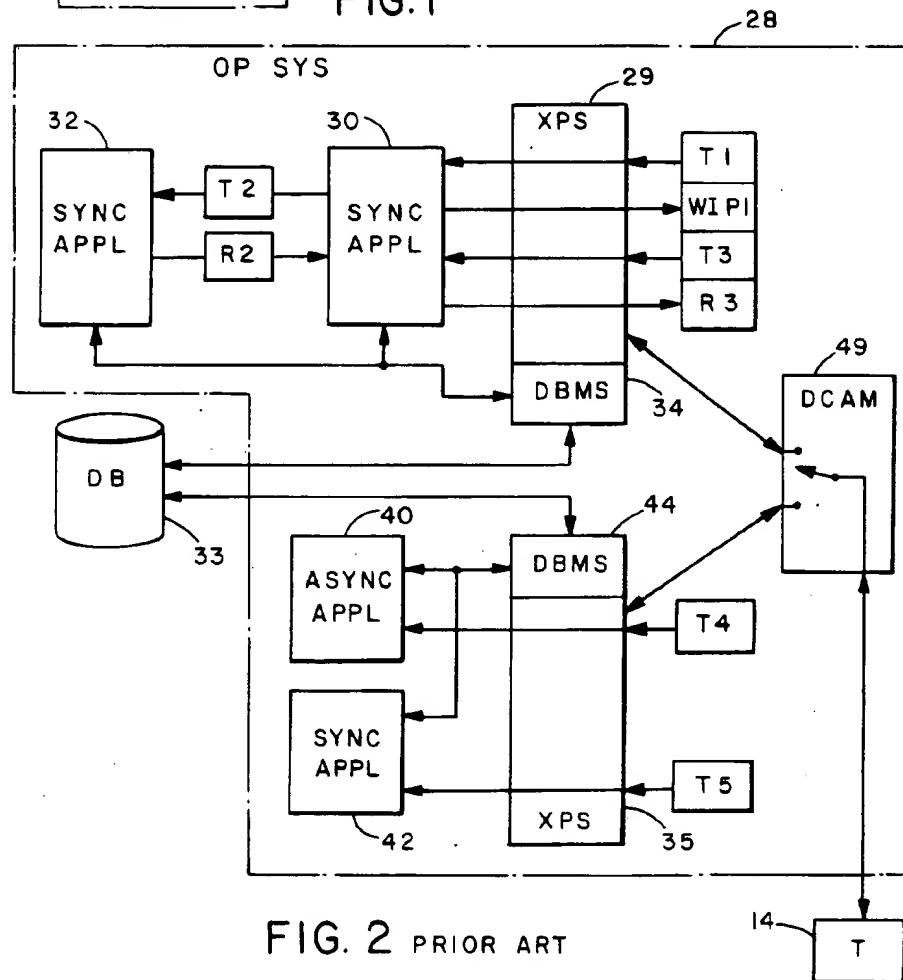 FIG. 1
28
OP SYS
29
32
30
XPS
T1
T2
WIP1
SYNC
APPL
SYNC
APPL
R2
T3
R3
49
DBMS
34
DCAM
DB
33
40
44
ASYNC
APPL
DBMS
T4
SYNC
APPL
T5
42
XPS
35
FIG. 2 PRIOR ART
14
T